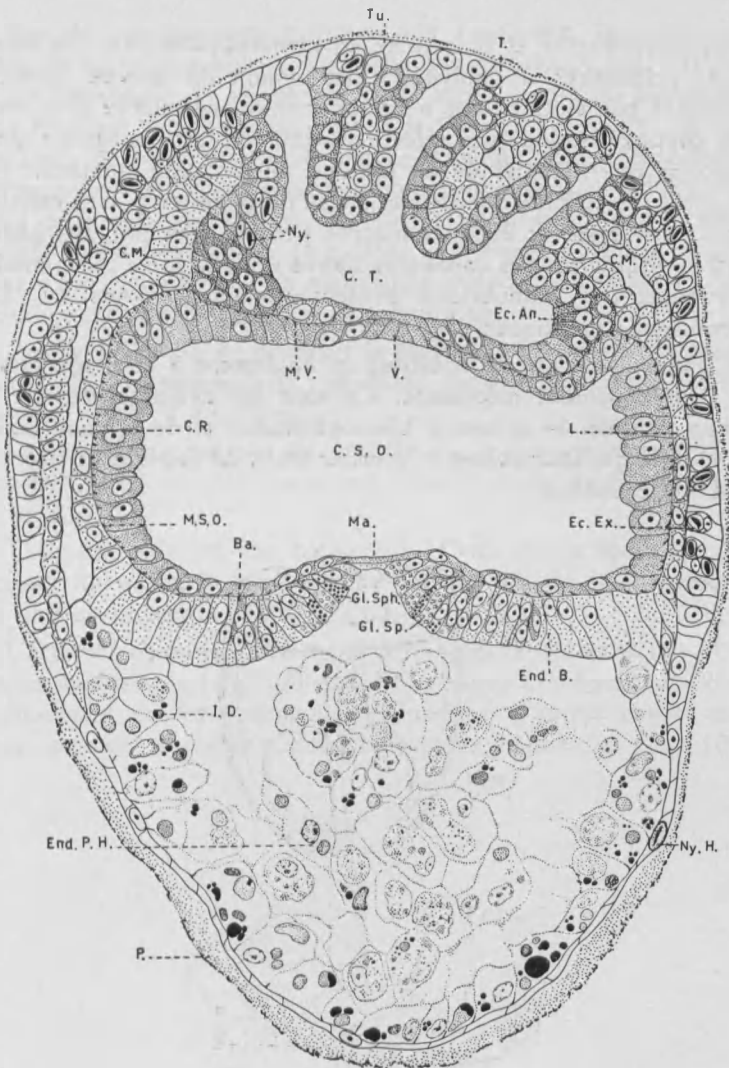 Tu.
T.
Ny.
C.M.
C. T.
C.M.
Ec. An.
M. V.
V.
C.R.
C. S. O.
L.
M.S.O.
Ec. Ex.
Ba.
Ma.
Gl. Sph.
Gl. Sp.
End. B.
I. D.
End. P. H.
Ny. H.
P.